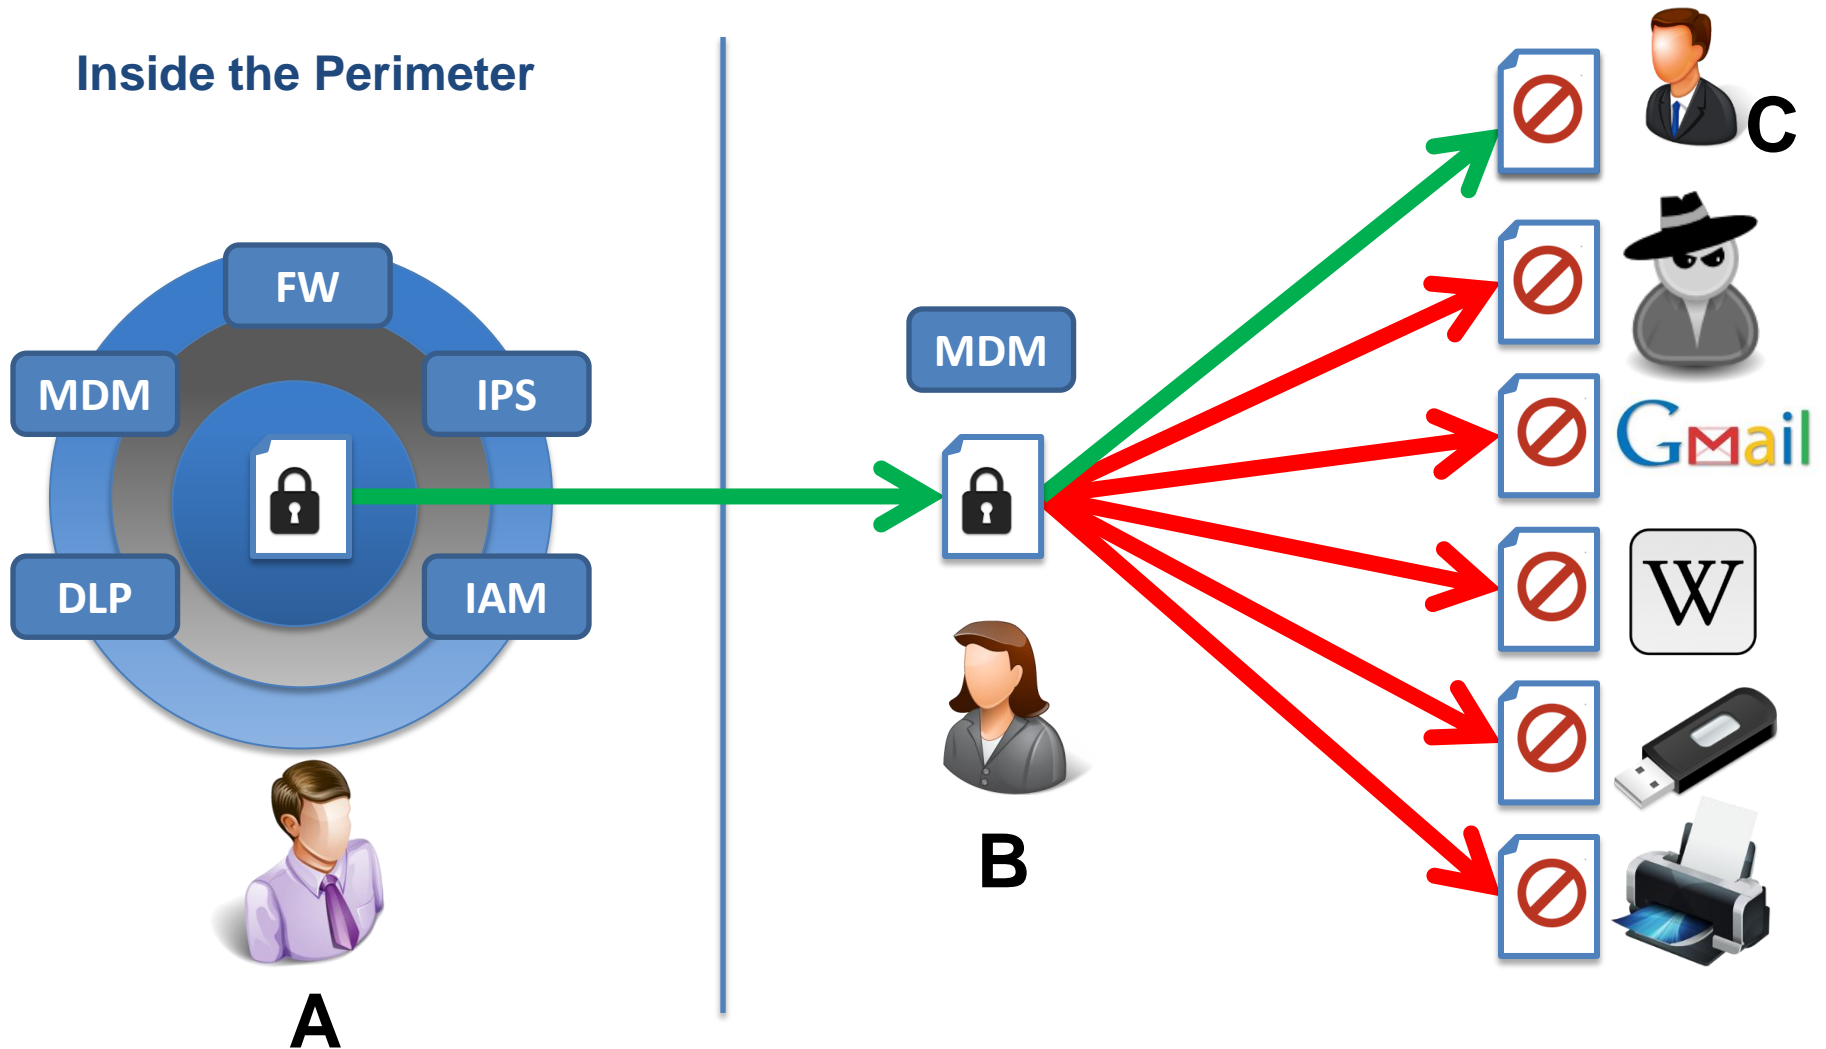 Inside the Perimeter
FW
MDM
IPS
DLP
IAM
A
MDM
B
C
Gmail
W